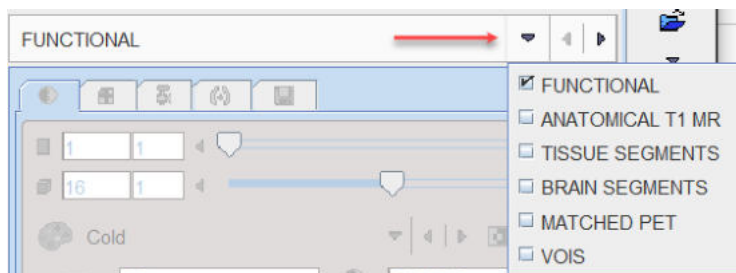 FUNCTIONAL
FUNCTIONAL
ANATOMICAL T1 MR
1 1
TISSUE SEGMENTS
16 1
BRAIN SEGMENTS
MATCHED PET
Cold
VOIS